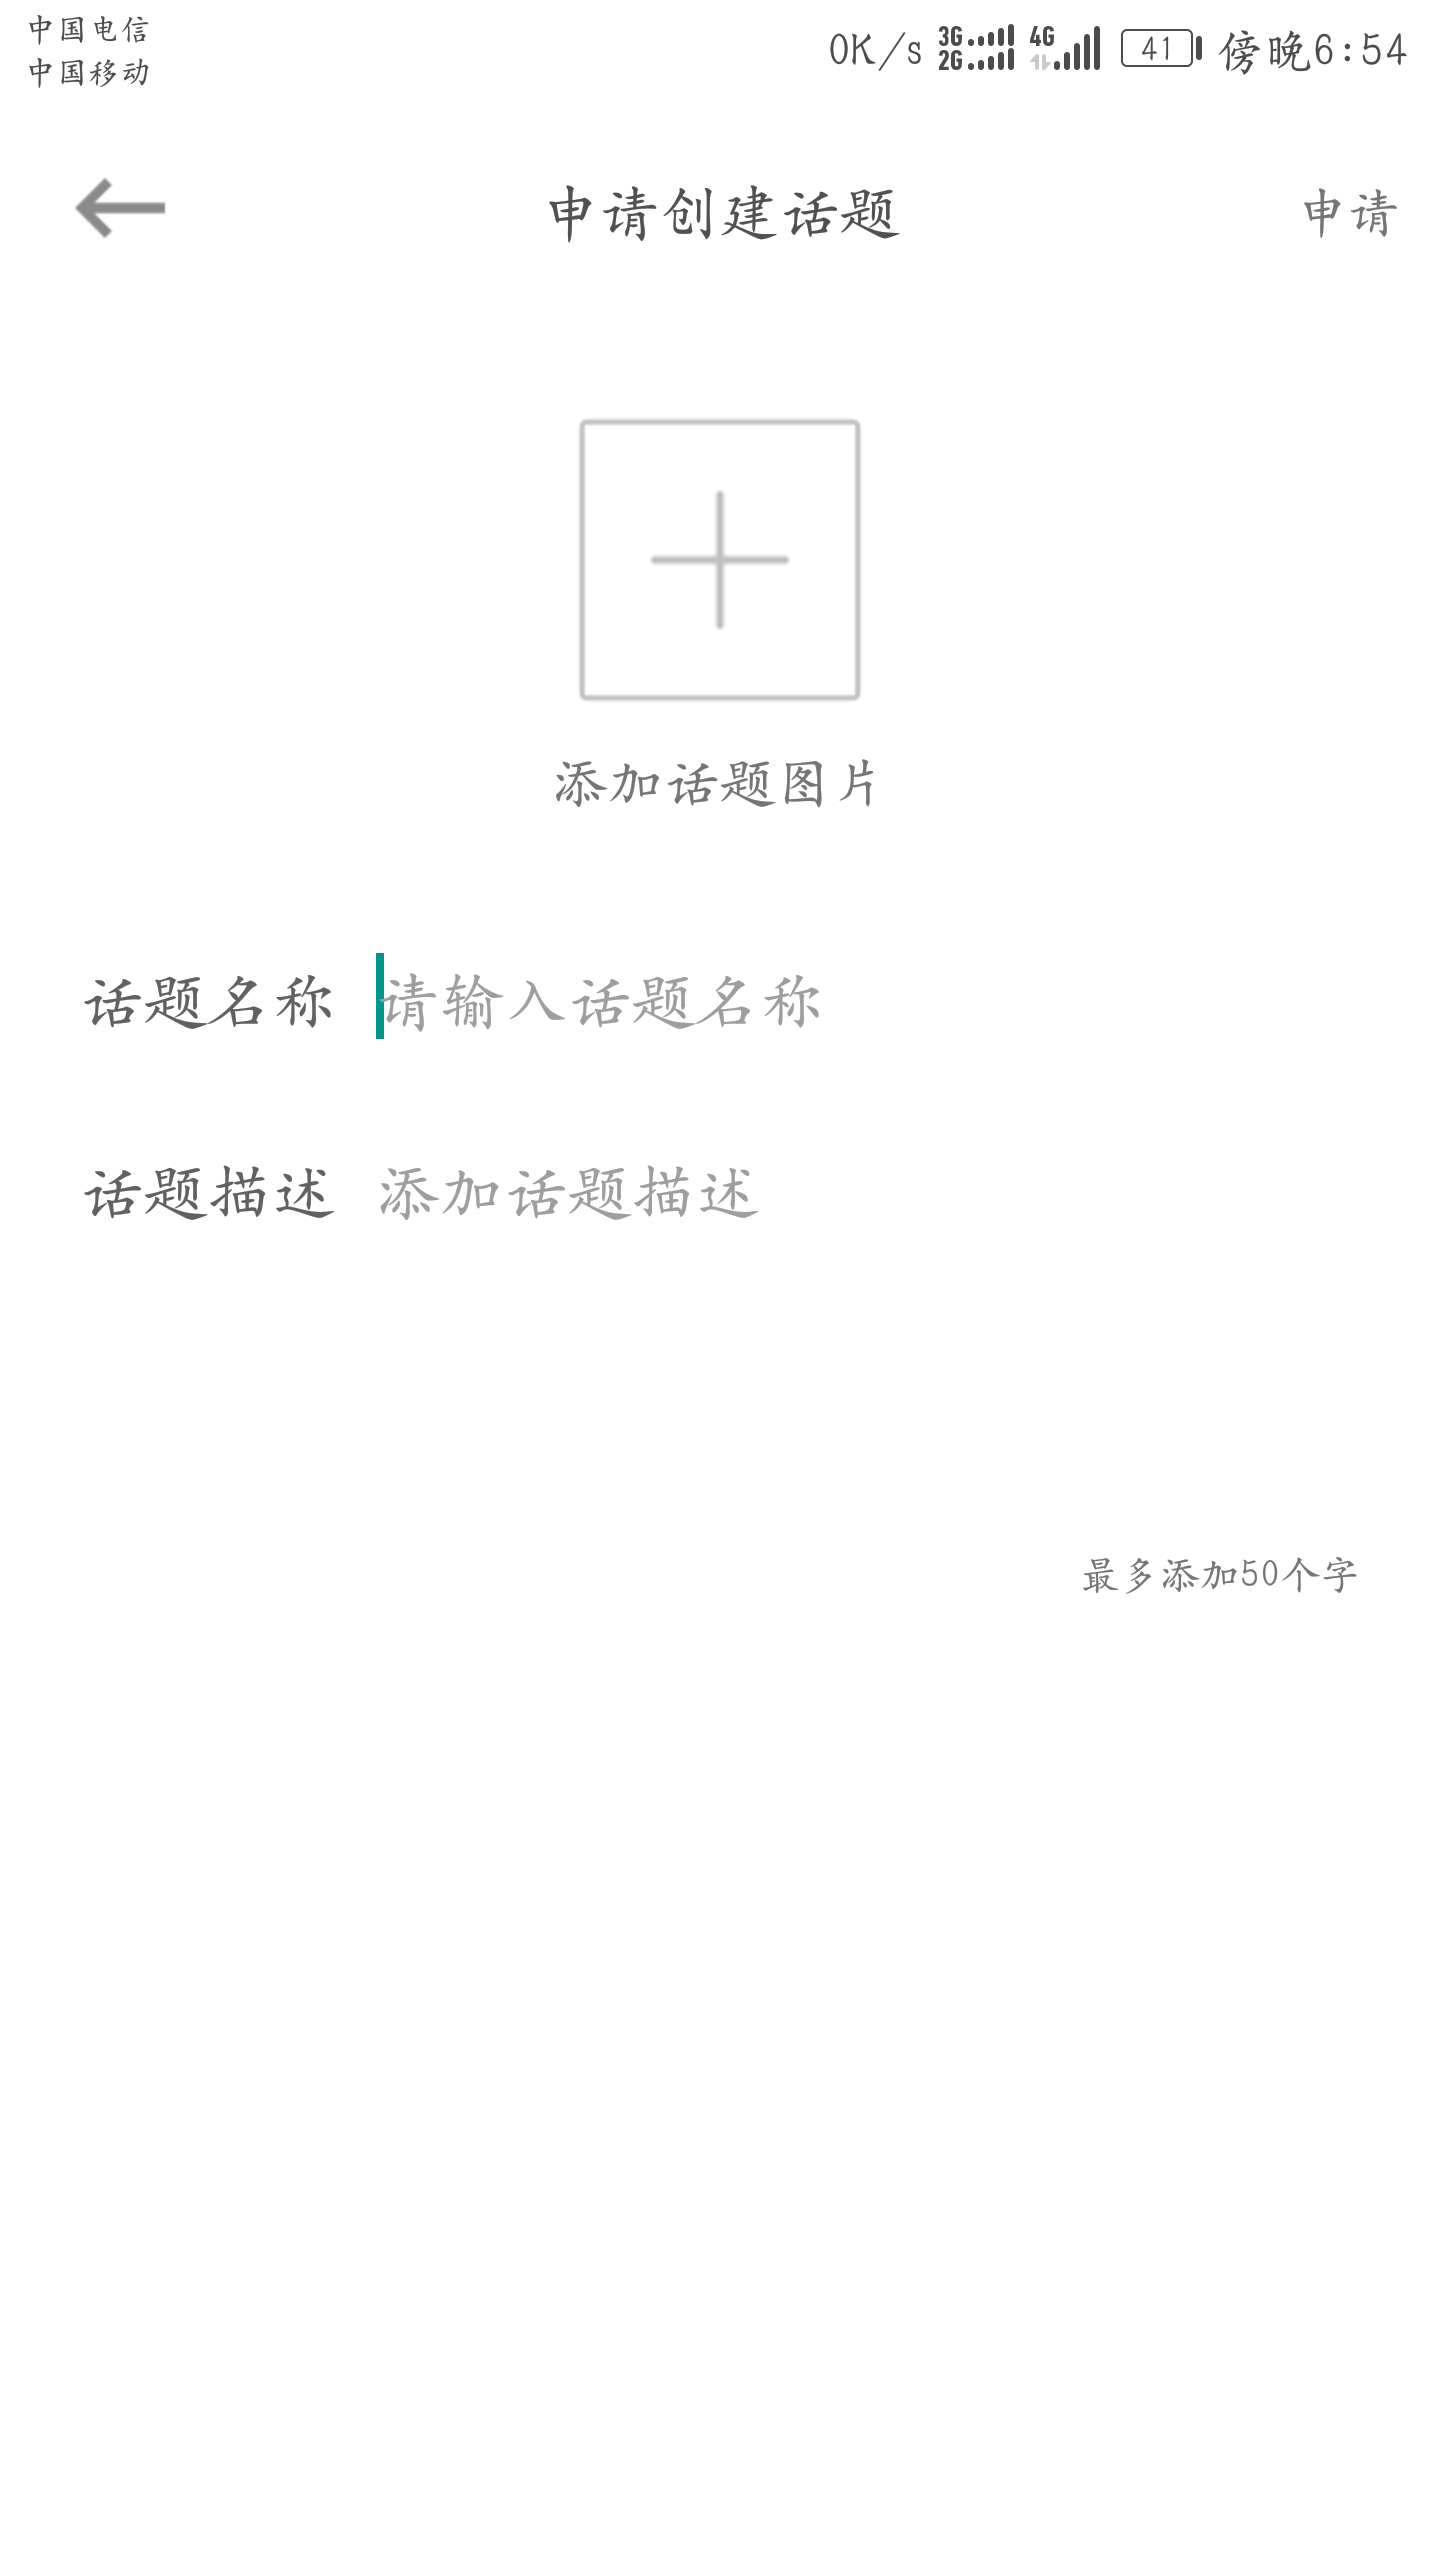 中国电信
中国移动
0K/s 3G 2G 4G 41 傍晚6:54
申请创建话题 申请
添加话题图片
话题名称 请输入话题名称
话题描述 添加话题描述
最多添加50个字